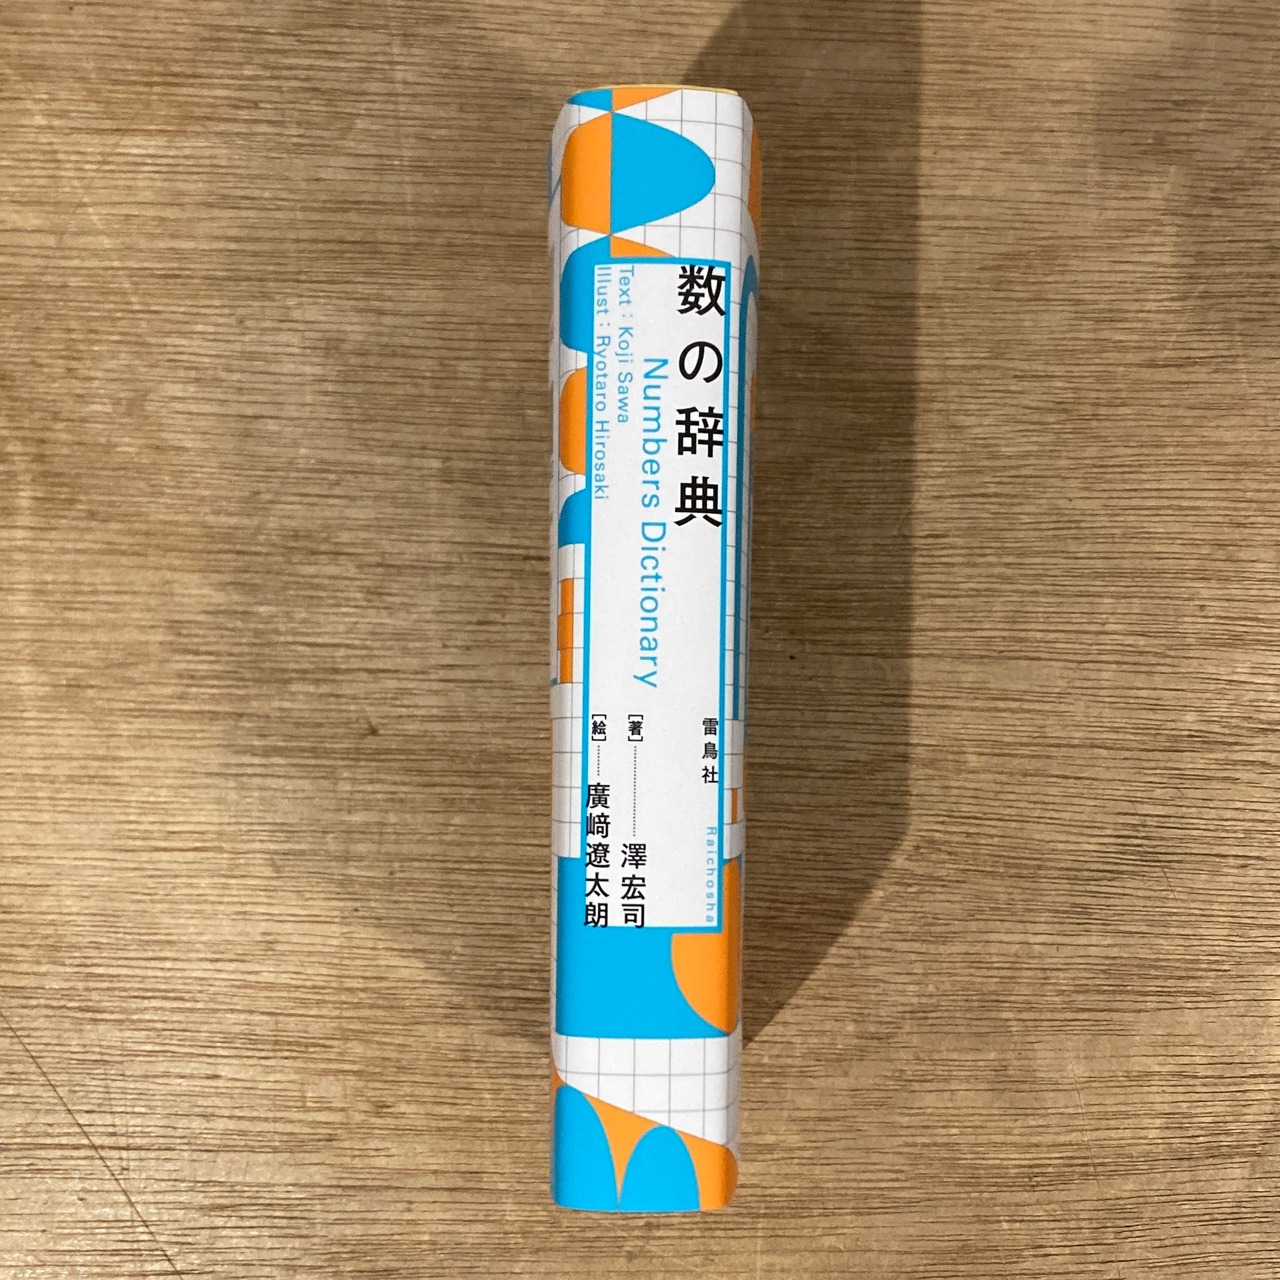 数の辞典
Numbers Dictionary
Text : Koji Sawa
Illust : Ryotaro Hirosaki
雷鳥社
Raichosha
[著]……………… 澤宏司
[絵]……… 廣﨑遼太朗